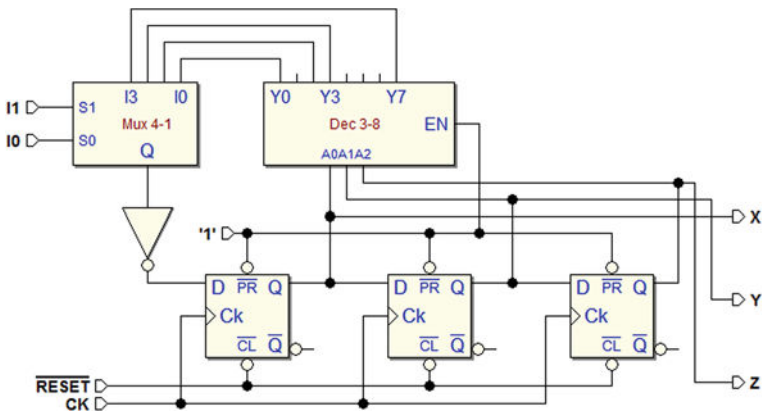 I3 I0 Y0 Y3 Y7
I1 S1 Mux 4-1 Dec 3-8 EN
I0 S0
Q A0A1A2
X
'1'
D PR Q D PR Q D PR Q
Ck Ck Ck
Y
CL Q CL Q CL Q
RESET
Z
CK